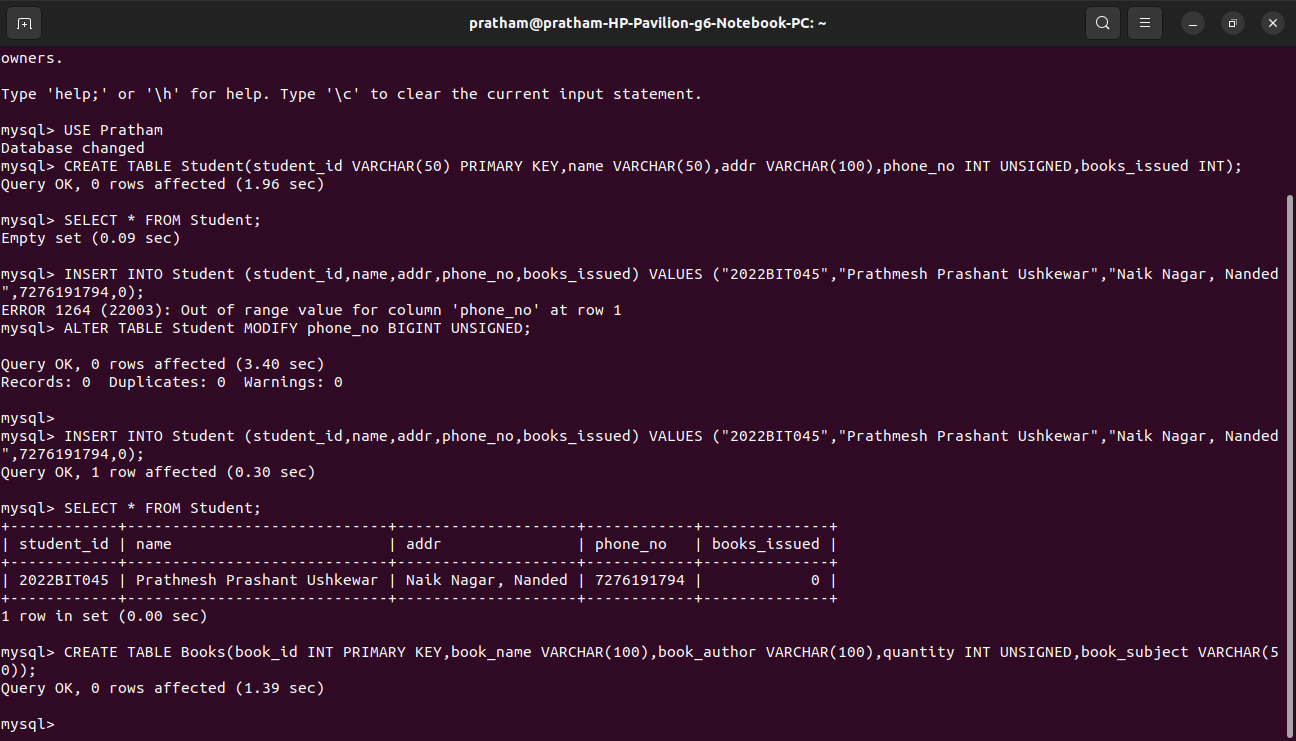 pratham@pratham-HP-Pavilion-g6-Notebook-PC: ~
owners.
Type 'help;' or '\h' for help. Type '\c' to clear the current input statement.
mysql> USE Pratham
Database changed
mysql> CREATE TABLE Student(student_id VARCHAR(50) PRIMARY KEY,name VARCHAR(50),addr VARCHAR(100),phone_no INT UNSIGNED,books_issued INT);
Query OK, 0 rows affected (1.96 sec)
mysql> SELECT * FROM Student;
Empty set (0.09 sec)
mysql> INSERT INTO Student (student_id,name,addr,phone_no,books_issued) VALUES ("2022BIT045","Prathmesh Prashant Ushkewar","Naik Nagar, Nanded
",7276191794,0);
ERROR 1264 (22003): Out of range value for column 'phone_no' at row 1
mysql> ALTER TABLE Student MODIFY phone_no BIGINT UNSIGNED;
Query OK, 0 rows affected (3.40 sec)
Records: 0  Duplicates: 0  Warnings: 0
mysql>
mysql> INSERT INTO Student (student_id,name,addr,phone_no,books_issued) VALUES ("2022BIT045","Prathmesh Prashant Ushkewar","Naik Nagar, Nanded
",7276191794,0);
Query OK, 1 row affected (0.30 sec)
mysql> SELECT * FROM Student;
+------------+-----------------------------+--------------------+------------+--------------+
| student_id | name                        | addr               | phone_no   | books_issued |
+------------+-----------------------------+--------------------+------------+--------------+
| 2022BIT045 | Prathmesh Prashant Ushkewar | Naik Nagar, Nanded | 7276191794 |            0 |
+------------+-----------------------------+--------------------+------------+--------------+
1 row in set (0.00 sec)
mysql> CREATE TABLE Books(book_id INT PRIMARY KEY,book_name VARCHAR(100),book_author VARCHAR(100),quantity INT UNSIGNED,book_subject VARCHAR(5
0));
Query OK, 0 rows affected (1.39 sec)
mysql>